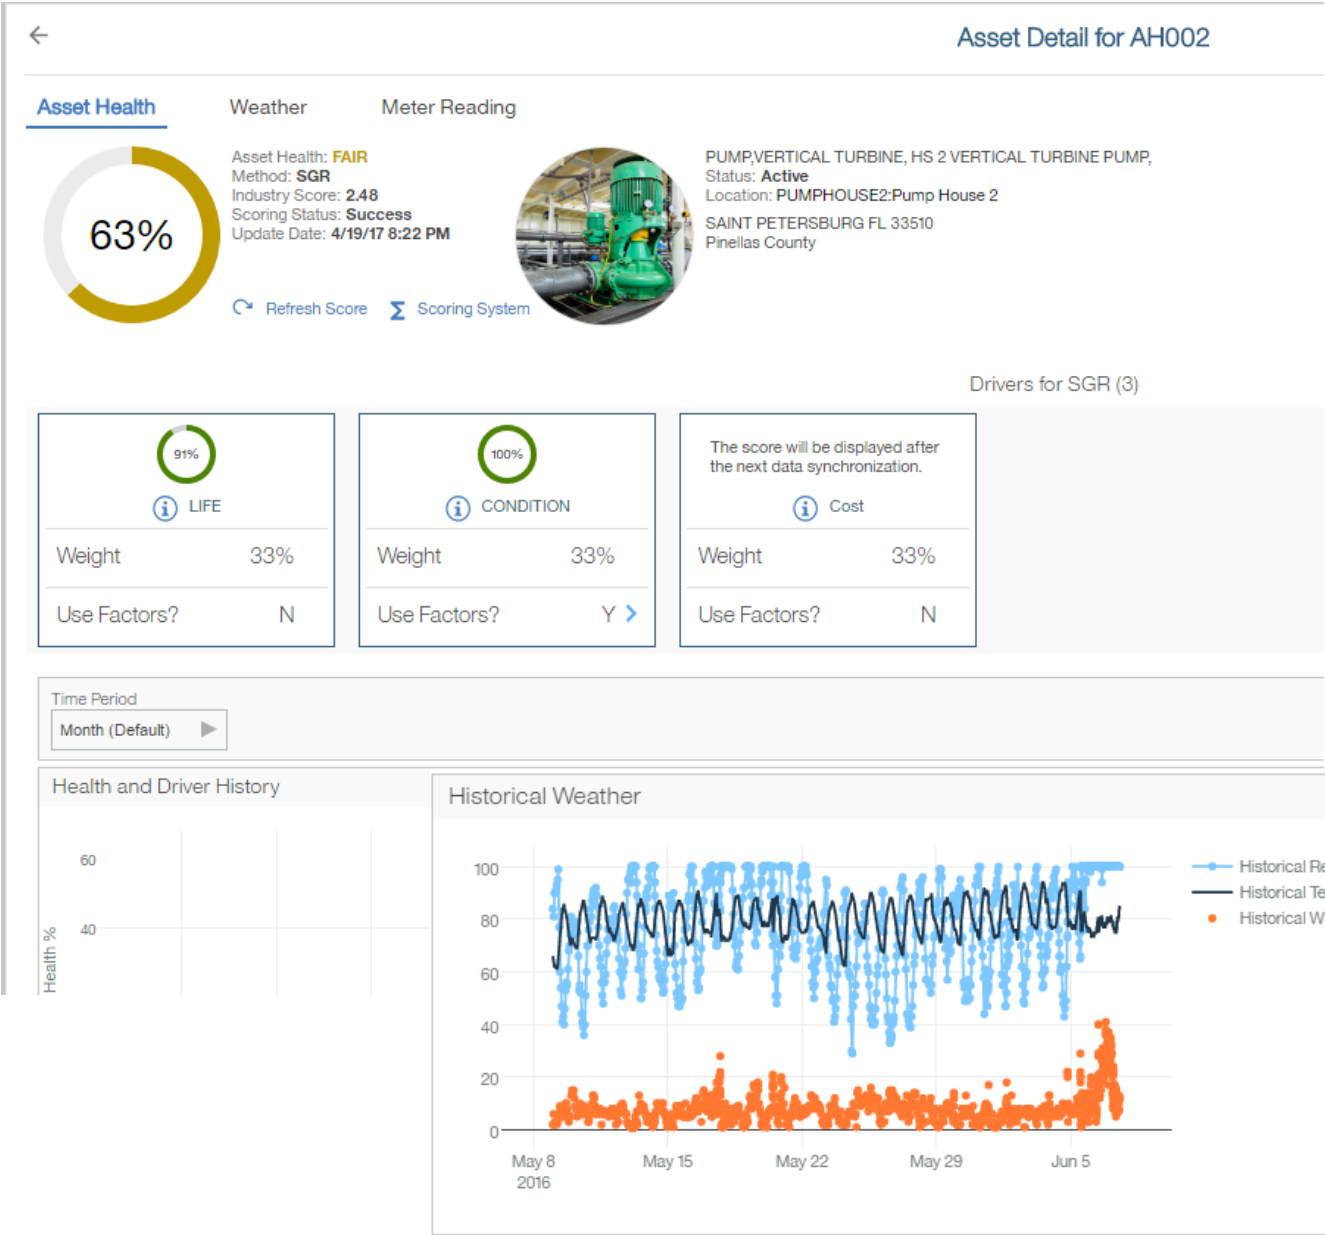 Asset Detail for AH002
Asset Health
Weather
Meter Reading
63%
Asset Health: FAIR
Method: SGR
Industry Score: 2.48
Scoring Status: Success
Update Date: 4/19/17 8:22 PM
Refresh Score
Scoring System
PUMP,VERTICAL TURBINE, HS 2 VERTICAL TURBINE PUMP,
Status: Active
Location: PUMPHOUSE2:Pump House 2
SAINT PETERSBURG FL 33510
Pinellas County
Drivers for SGR (3)
91%
LIFE
Weight 33%
Use Factors? N
100%
CONDITION
Weight 33%
Use Factors? Y
The score will be displayed after
the next data synchronization.
Cost
Weight 33%
Use Factors? N
Time Period
Month (Default)
Health and Driver History
60
40
Health %
Historical Weather
100
80
60
40
20
0
May 8
2016
May 15
May 22
May 29
Jun 5
Historical Re
Historical Te
Historical W